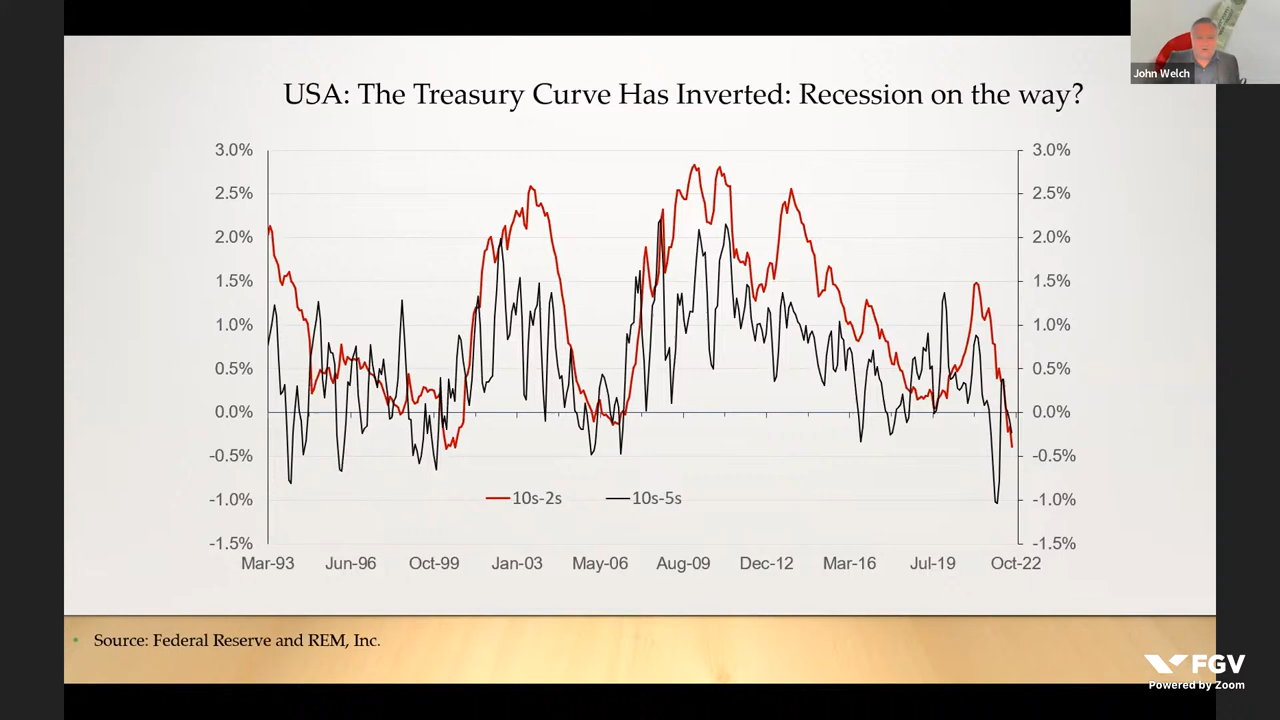 John Welch
USA: The Treasury Curve Has Inverted: Recession on the way?
3.0% 3.0%
2.5% 2.5%
2.0% 2.0%
1.5% 1.5%
1.0% 1.0%
0.5% 0.5%
0.0% 0.0%
-0.5% -0.5%
-1.0% 10s-2s 10s-5s -1.0%
-1.5% -1.5%
Mar-93 Jun-96 Oct-99 Jan-03 May-06 Aug-09 Dec-12 Mar-16 Jul-19 Oct-22
• Source: Federal Reserve and REM, Inc.
FGV
Powered by Zoom